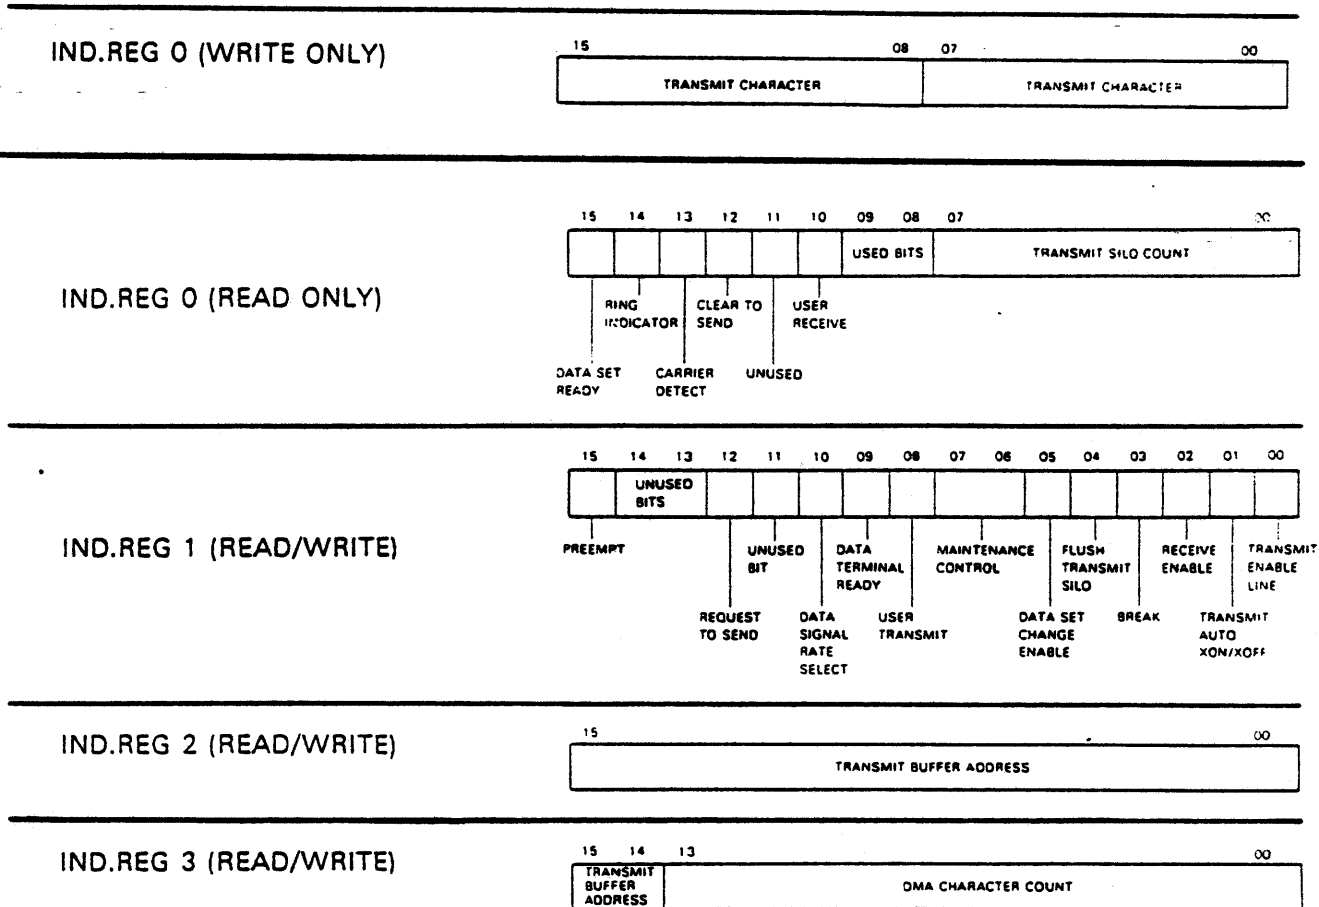 IND.REG 0 (WRITE ONLY)
15 08 07 00
TRANSMIT CHARACTER TRANSMIT CHARACTER
15 14 13 12 11 10 09 08 07 00
USED BITS TRANSMIT SILO COUNT
IND.REG 0 (READ ONLY)
RING INDICATOR
CLEAR TO SEND
USER RECEIVE
DATA SET READY
CARRIER DETECT
UNUSED
15 14 13 12 11 10 09 08 07 06 05 04 03 02 01 00
UNUSED BITS
IND.REG 1 (READ/WRITE)
PREEMPT
UNUSED BIT
DATA TERMINAL READY
MAINTENANCE CONTROL
FLUSH TRANSMIT SILO
RECEIVE ENABLE
TRANSMIT ENABLE LINE
REQUEST TO SEND
DATA SIGNAL RATE SELECT
USER TRANSMIT
DATA SET CHANGE ENABLE
BREAK
TRANSMIT AUTO XON/XOFF
IND.REG 2 (READ/WRITE)
15 00
TRANSMIT BUFFER ADDRESS
IND.REG 3 (READ/WRITE)
15 14 13 00
TRANSMIT BUFFER ADDRESS
DMA CHARACTER COUNT